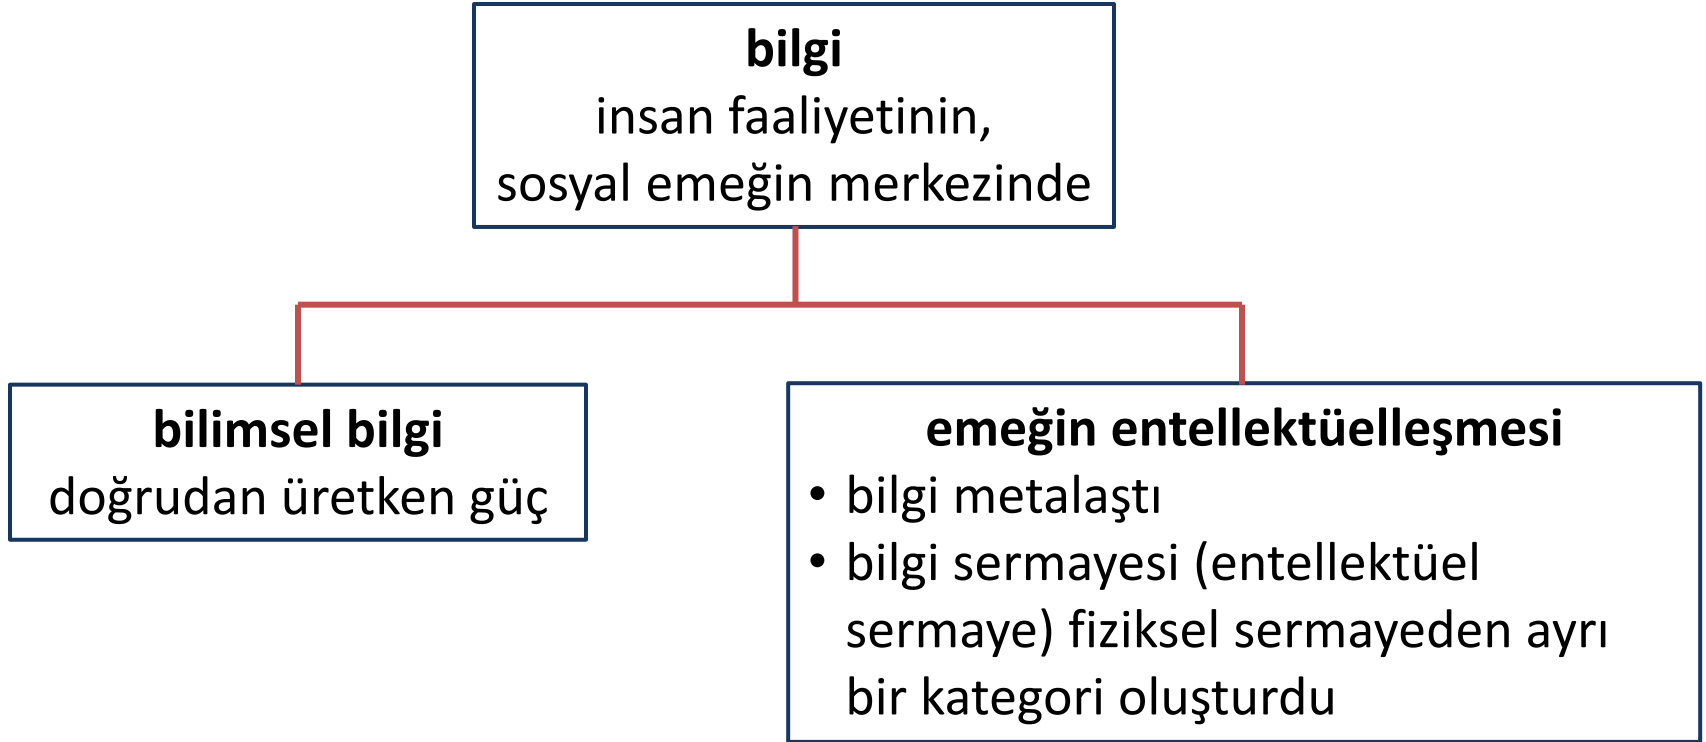 bilgi
insan faaliyetinin,
sosyal emeğin merkezinde
bilimsel bilgi
doğrudan üretken güç
emeğin entellektüelleşmesi
• bilgi metalaştı
• bilgi sermayesi (entellektüel
sermaye) fiziksel sermayeden ayrı
bir kategori oluşturdu